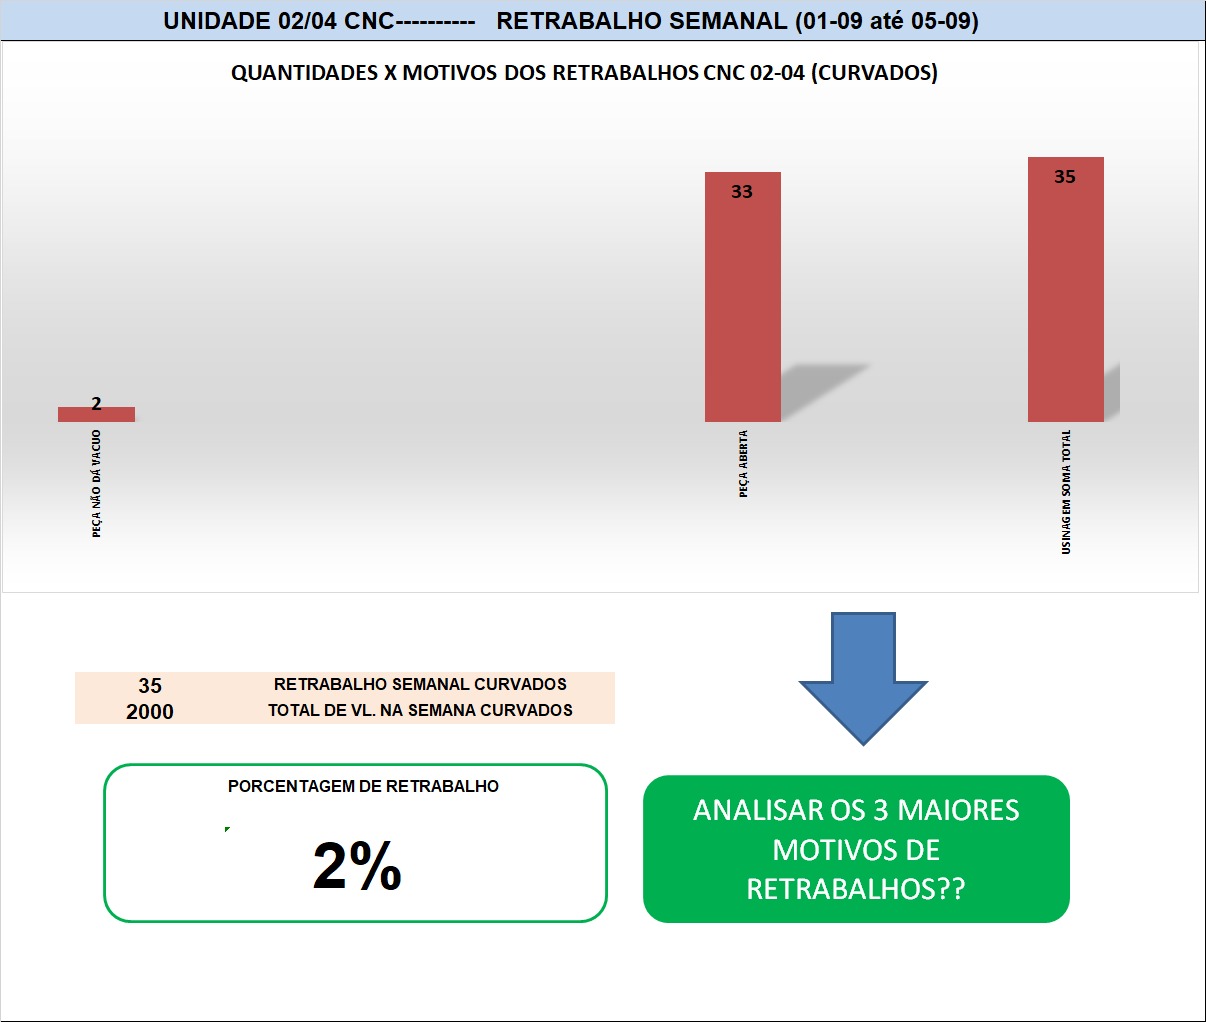 UNIDADE 02/04 CNC---------- RETRABALHO SEMANAL (01-09 até 05-09)
QUANTIDADES X MOTIVOS DOS RETRABALHOS CNC 02-04 (CURVADOS)
2
33
35
PEÇA NÃO DÁ VACUO
PEÇA ABERTA
USINAGEM SOMA TOTAL
35 RETRABALHO SEMANAL CURVADOS
2000 TOTAL DE VL. NA SEMANA CURVADOS
PORCENTAGEM DE RETRABALHO
2%
ANALISAR OS 3 MAIORES
MOTIVOS DE
RETRABALHOS??